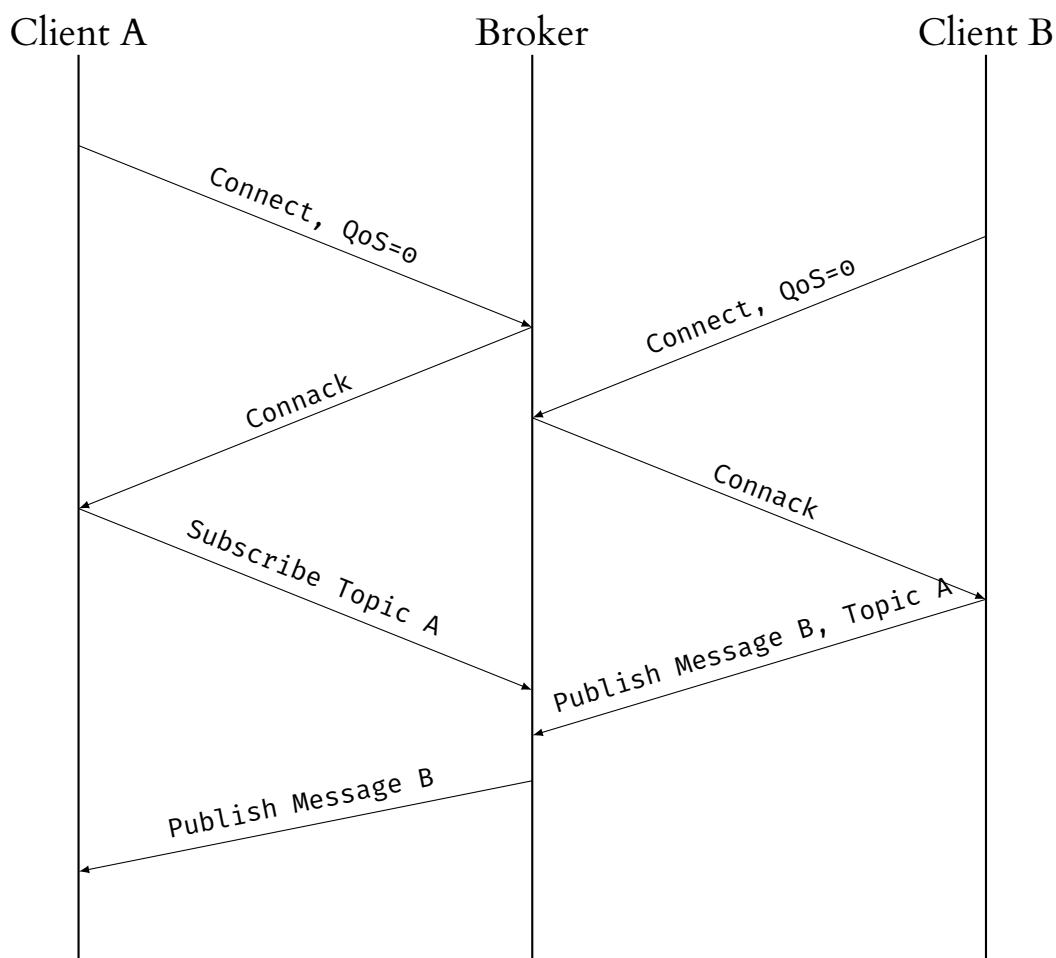 Client A
Broker
Client B
Connect, QoS=0
Connect, QoS=0
Connack
Connack
Subscribe Topic A
Publish Message B, Topic A
Publish Message B